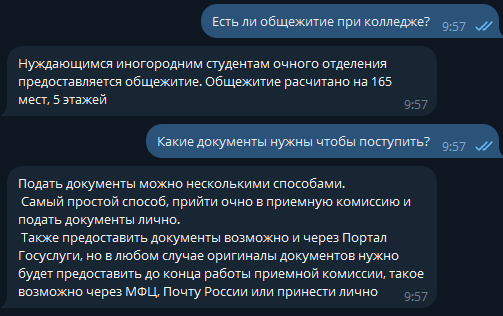 Есть ли общежитие при колледже? 9:57
Нуждающимся иногородним студентам очного отделения
предоставляется общежитие. Общежитие расчитано на 165
мест, 5 этажей 9:57
Какие документы нужны чтобы поступить? 9:57
Подать документы можно несколькими способами.
Самый простой способ, прийти очно в приемную комиссию и
подать документы лично.
Также предоставить документы возможно и через Портал
Госуслуги, но в любом случае оригиналы документов нужно
будет предоставить до конца работы приемной комиссии, такое
возможно через МФЦ, Почту России или принести лично 9:57